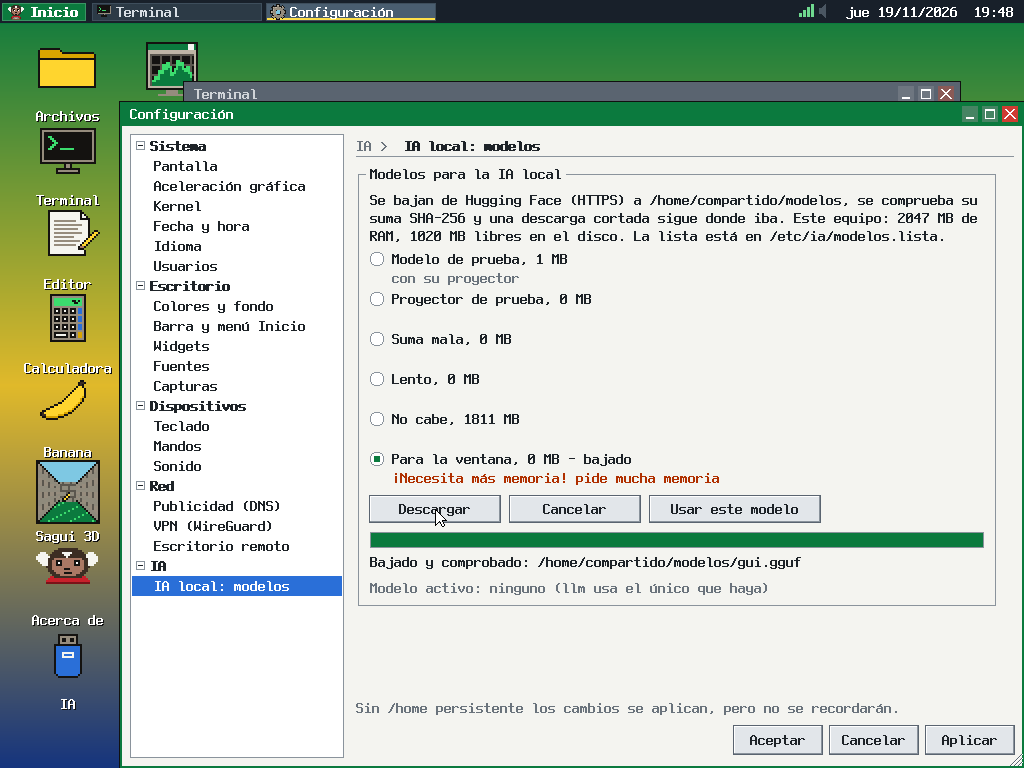 Inicio
Terminal
Configuración
jue 19/11/2026 19:48
Archivos
Terminal
Editor
Calculadora
Banana
Sagui 3D
Acerca de
IA
Terminal
Configuración
Sistema
Pantalla
Aceleración gráfica
Kernel
Fecha y hora
Idioma
Usuarios
Escritorio
Colores y fondo
Barra y menú Inicio
Widgets
Fuentes
Capturas
Dispositivos
Teclado
Mandos
Sonido
Red
Publicidad (DNS)
VPN (WireGuard)
Escritorio remoto
IA
IA local: modelos
IA > IA local: modelos
Modelos para la IA local
Se bajan de Hugging Face (HTTPS) a /home/compartido/modelos, se comprueba su
suma SHA-256 y una descarga cortada sigue donde iba. Este equipo: 2047 MB de
RAM, 1020 MB libres en el disco. La lista está en /etc/ia/modelos.lista.
Modelo de prueba, 1 MB
con su proyector
Proyector de prueba, 0 MB
Suma mala, 0 MB
Lento, 0 MB
No cabe, 1811 MB
Para la ventana, 0 MB - bajado
¡Necesita más memoria! pide mucha memoria
Descargar
Cancelar
Usar este modelo
Bajado y comprobado: /home/compartido/modelos/gui.gguf
Modelo activo: ninguno (llm usa el único que haya)
Sin /home persistente los cambios se aplican, pero no se recordarán.
Aceptar
Cancelar
Aplicar